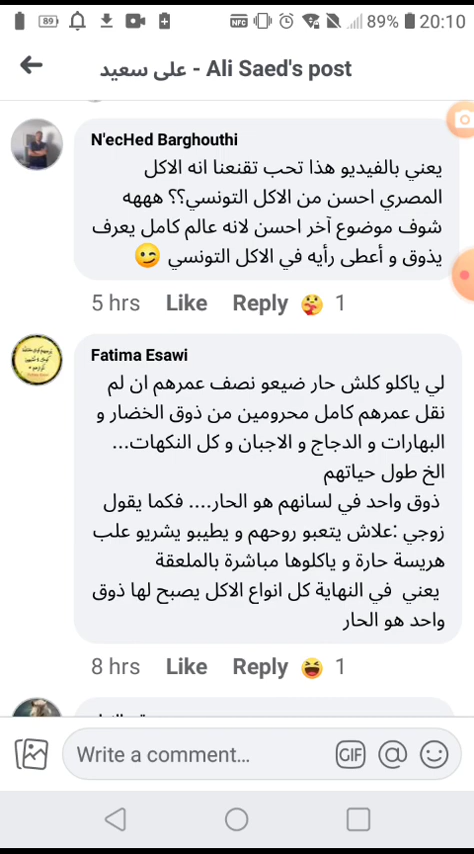 89
NFC
89%
20:10
على سعيد - Ali Saed's post
N'ecHed Barghouthi
يعني بالفيديو هذا تحب تقنعنا انه الاكل
المصري احسن من الاكل التونسي؟؟ هههه
شوف موضوع آخر احسن لانه عالم كامل يعرف
يذوق و أعطى رأيه في الاكل التونسي 😉
5 hrs Like Reply 1
Fatima Esawi
لي ياكلو كلش حار ضيعو نصف عمرهم ان لم
نقل عمرهم كامل محرومين من ذوق الخضار و
البهارات و الدجاج و الاجبان و كل النكهات...
الخ طول حياتهم
ذوق واحد في لسانهم هو الحار.... فكما يقول
زوجي :علاش يتعبو روحهم و يطيبو يشريو علب
هريسة حارة و ياكلوها مباشرة بالملعقة
يعني في النهاية كل انواع الاكل يصبح لها ذوق
واحد هو الحار
8 hrs Like Reply 1
Write a comment...
GIF